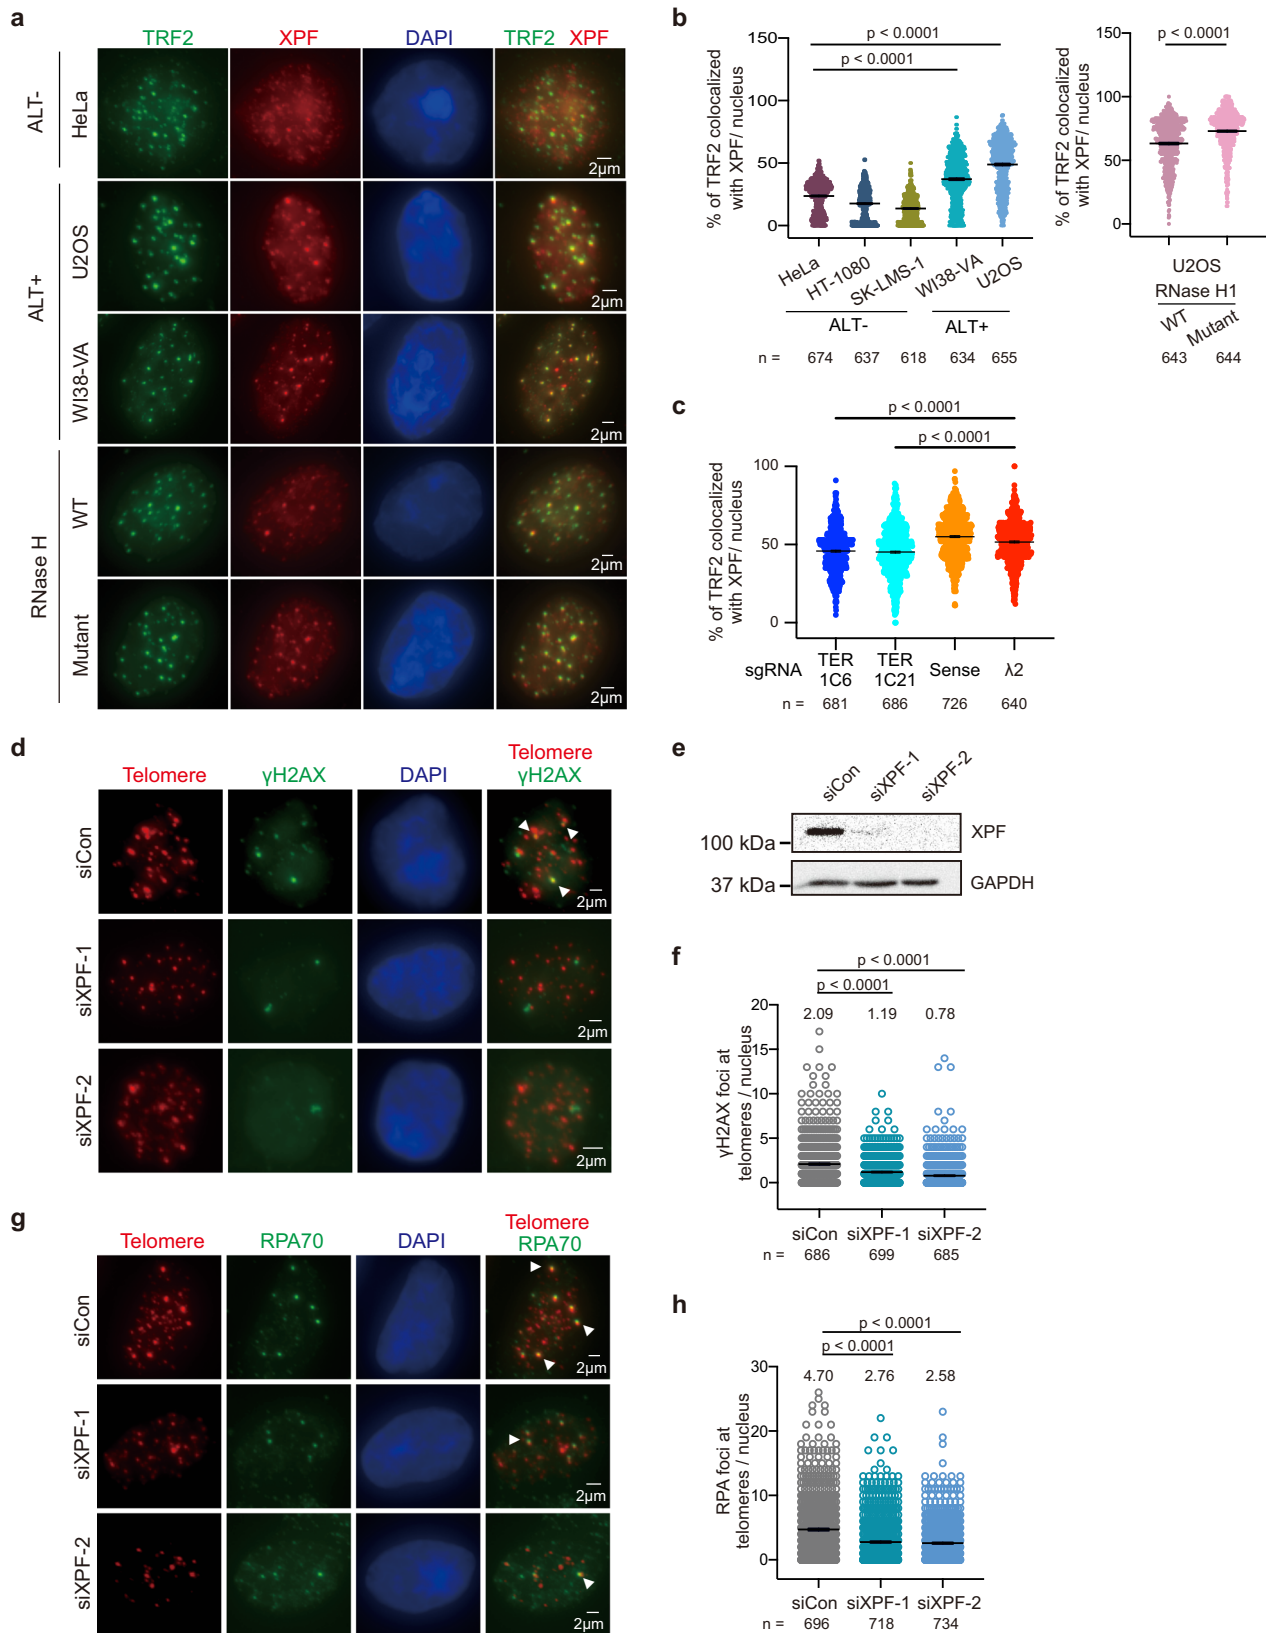 a
TRF2 XPF DAPI TRF2 XPF
ALT-
HeLa
2µm
ALT+
U2OS
2µm
WI38-VA
2µm
RNase H
WT
2µm
Mutant
2µm
b
% of TRF2 colocalized
with XPF/ nucleus
150
100
50
0
p < 0.0001
p < 0.0001
HeLa HT-1080 SK-LMS-1 WI38-VA U2OS
ALT- ALT+
n = 674 637 618 634 655
% of TRF2 colocalized
with XPF/ nucleus
150
100
50
0
p < 0.0001
U2OS
RNase H1
WT Mutant
643 644
c
p < 0.0001
p < 0.0001
% of TRF2 colocalized
with XPF/ nucleus
100
50
0
sgRNA TER 1C6 TER 1C21 Sense λ2
n = 681 686 726 640
d
Telomere γH2AX DAPI Telomere
γH2AX
siCon
2µm
siXPF-1
2µm
siXPF-2
2µm
e
siCon siXPF-1 siXPF-2
100 kDa XPF
37 kDa GAPDH
f
p < 0.0001
p < 0.0001
γH2AX foci at
telomeres / nucleus
20
15
10
5
0
2.09 1.19 0.78
siCon siXPF-1 siXPF-2
n = 686 699 685
g
Telomere RPA70 DAPI Telomere
RPA70
siCon
2µm
siXPF-1
2µm
siXPF-2
2µm
h
p < 0.0001
p < 0.0001
RPA foci at
telomeres / nucleus
30
20
10
0
4.70 2.76 2.58
siCon siXPF-1 siXPF-2
n = 696 718 734